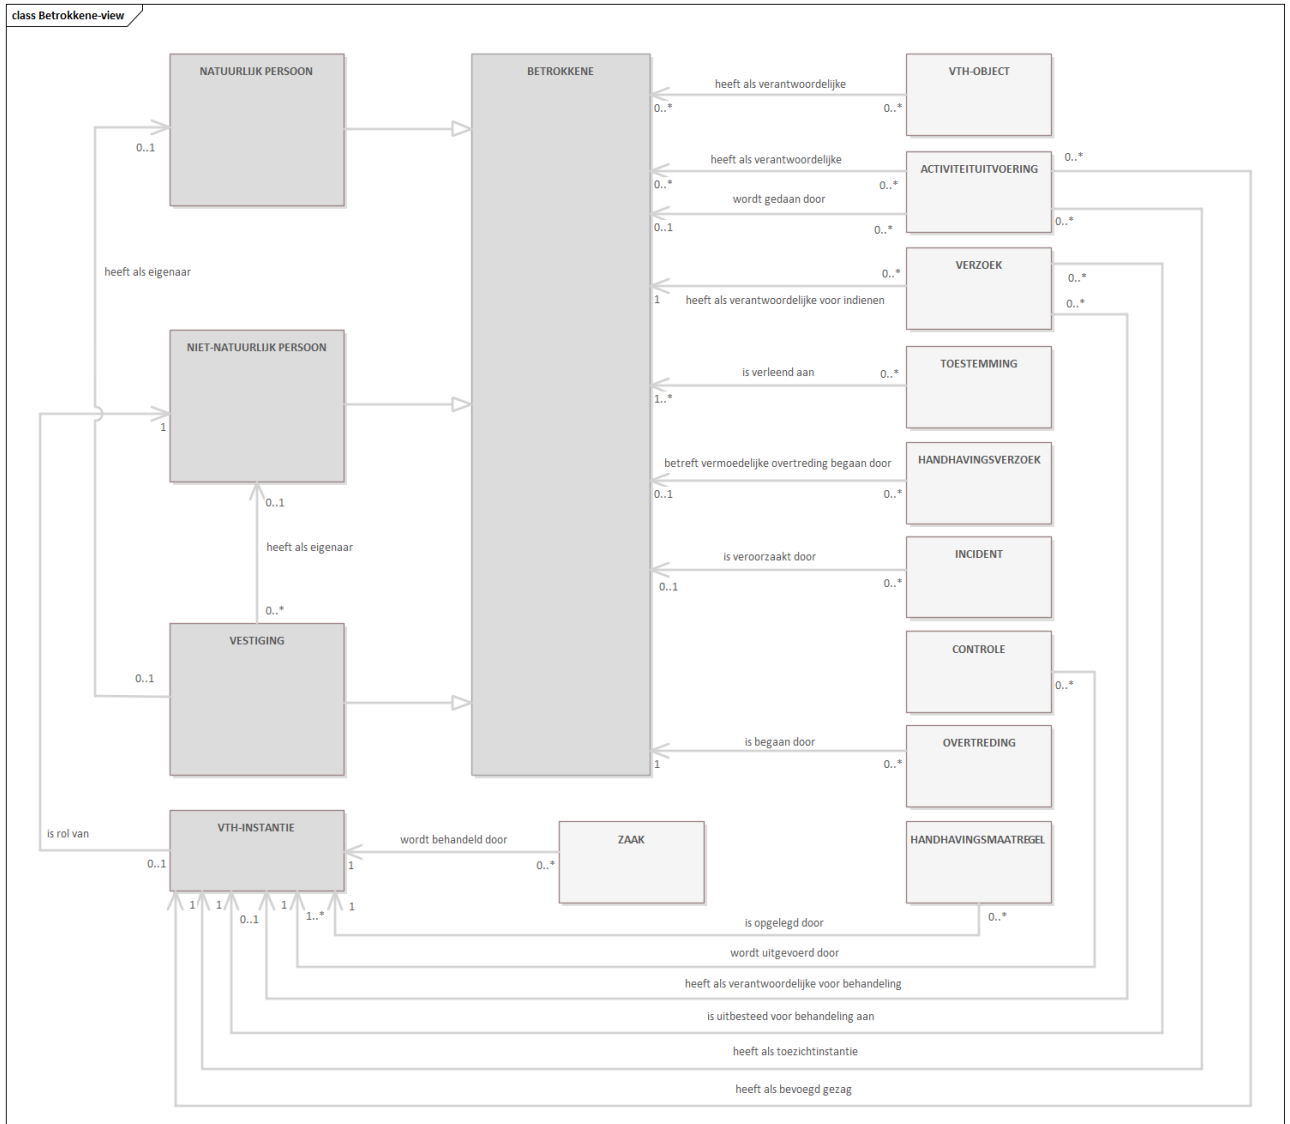 class Betrokkene-view
NATUURLIJK PERSOON
BETROKKENE
VTH-OBJECT
heeft als verantwoordelijke
0..*
0..*
0..1
heeft als verantwoordelijke
ACTIVITEITUITVOERING
0..*
0..*
0..*
wordt gedaan door
0..1
0..*
0..*
heeft als eigenaar
VERZOEK
0..*
0..*
1
heeft als verantwoordelijke voor indienen
0..*
NIET-NATUURLIJK PERSOON
TOESTEMMING
is verleend aan
0..*
1..*
1
betreft vermoedelijke overtreding begaan door
HANDHAVINGSVERZOEK
0..1
0..*
0..1
heeft als eigenaar
is veroorzaakt door
INCIDENT
0..1
0..*
0..*
VESTIGING
CONTROLE
0..1
0..*
is begaan door
OVERTREDING
1
0..*
VTH-INSTANTIE
is rol van
0..1
wordt behandeld door
1
0..*
ZAAK
HANDHAVINGSMAATREGEL
1
1
0..1
1
1..*
1
0..*
is opgelegd door
wordt uitgevoerd door
heeft als verantwoordelijke voor behandeling
is uitbesteed voor behandeling aan
heeft als toezichtinstantie
heeft als bevoegd gezag